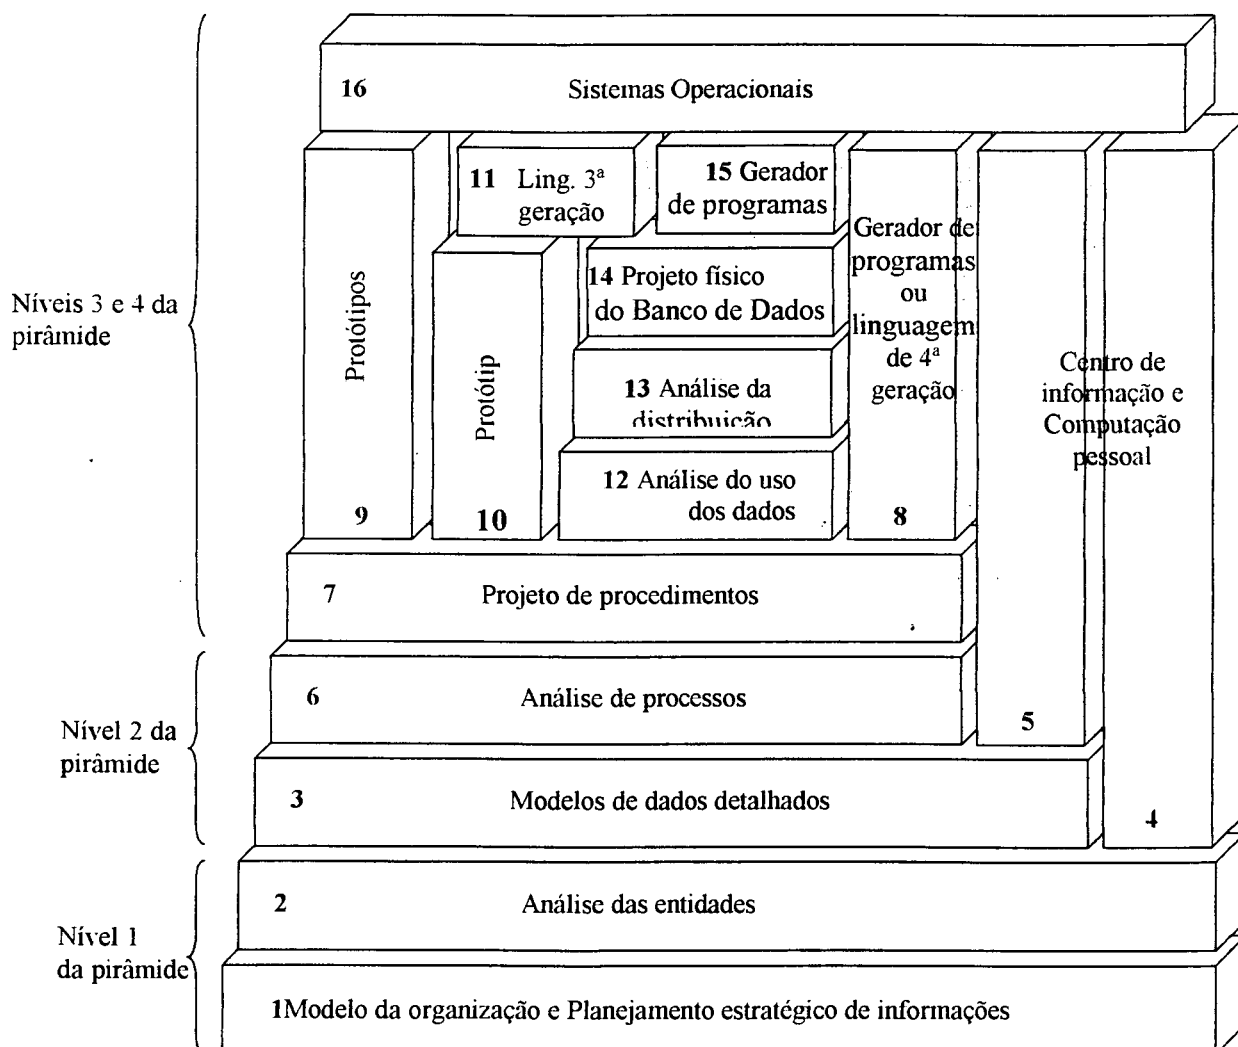 16 Sistemas Operacionais
11 Ling. 3ª
geração
15 Gerador
de programas
Gerador de
programas
ou
linguagem
de 4ª
geração
14 Projeto físico
do Banco de Dados
Níveis 3 e 4 da
pirâmide
Protótipos
Protótip
13 Análise da
distribuição
Centro de
informação e
Computação
pessoal
12 Análise do uso
dos dados
9
10
8
7 Projeto de procedimentos
6 Análise de processos
5
Nível 2 da
pirâmide
3 Modelos de dados detalhados
4
2 Análise das entidades
Nível 1
da pirâmide
1Modelo da organização e Planejamento estratégico de informações